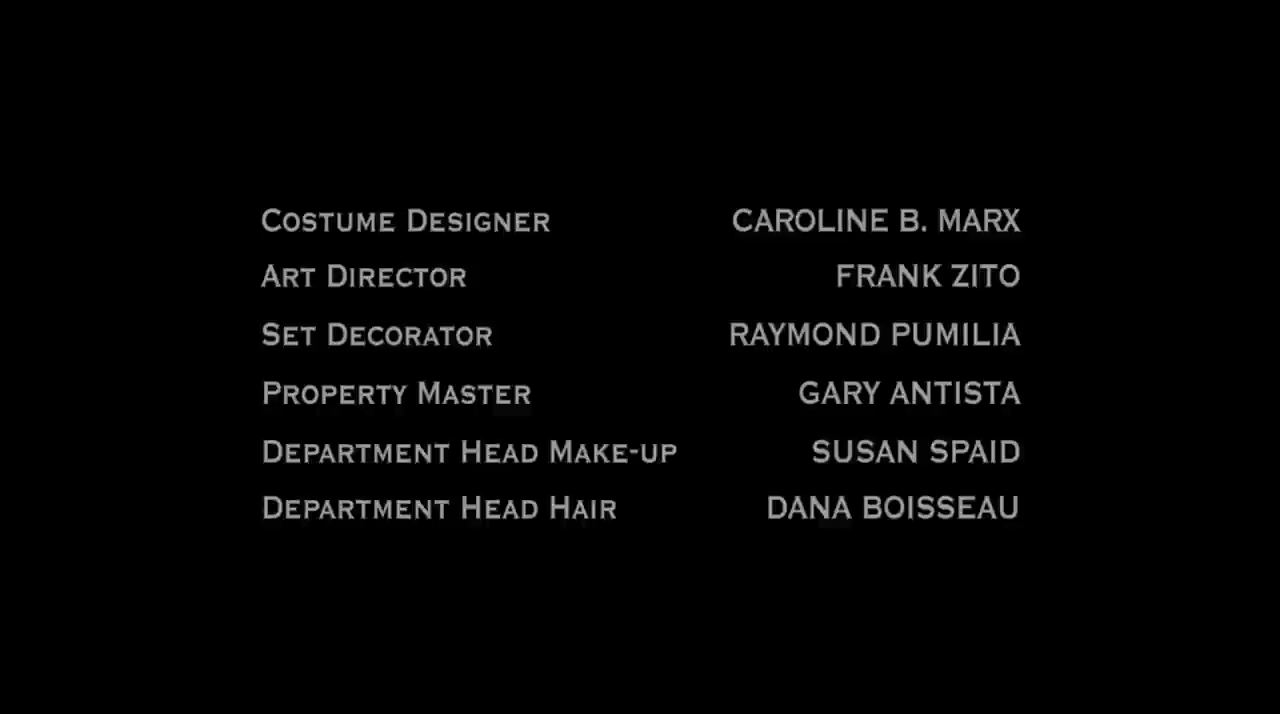 Costume Designer CAROLINE B. MARX
Art Director FRANK ZITO
Set Decorator RAYMOND PUMILIA
Property Master GARY ANTISTA
Department Head Make-up SUSAN SPAID
Department Head Hair DANA BOISSEAU